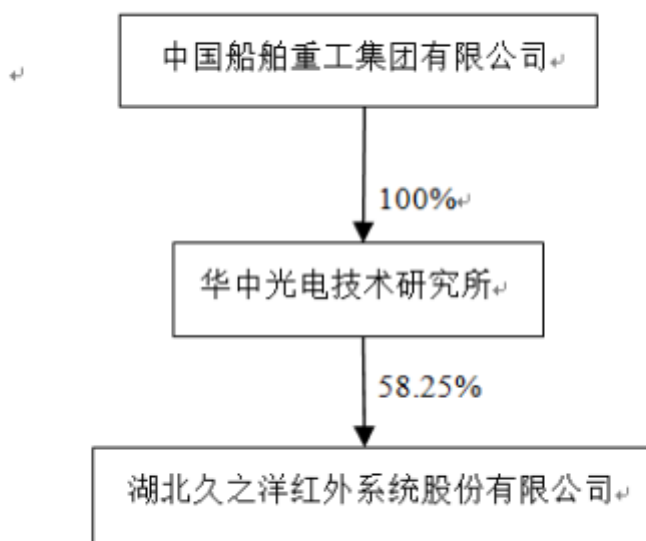 中国船舶重工集团有限公司
100%
华中光电技术研究所
58.25%
湖北久之洋红外系统股份有限公司